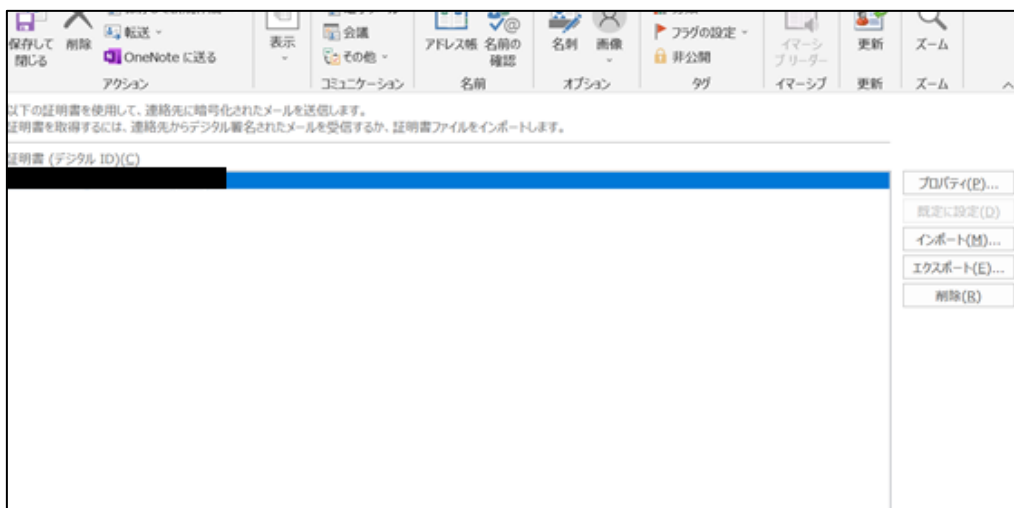 保存して
閉じる
削除
転送
OneNote に送る
アクション
表示
会議
その他
コミュニケーション
アドレス帳
名前の
確認
名前
名刺
画像
オプション
フラグの設定
非公開
タグ
イマーシ
ブ リーダー
イマーシブ
更新
更新
ズーム
ズーム
以下の証明書を使用して、連絡先に暗号化されたメールを送信します。
証明書を取得するには、連絡先からデジタル署名されたメールを受信するか、証明書ファイルをインポートします。
証明書 (デジタル ID)(C)
プロパティ(P)...
既定に設定(D)
インポート(M)...
エクスポート(E)...
削除(R)